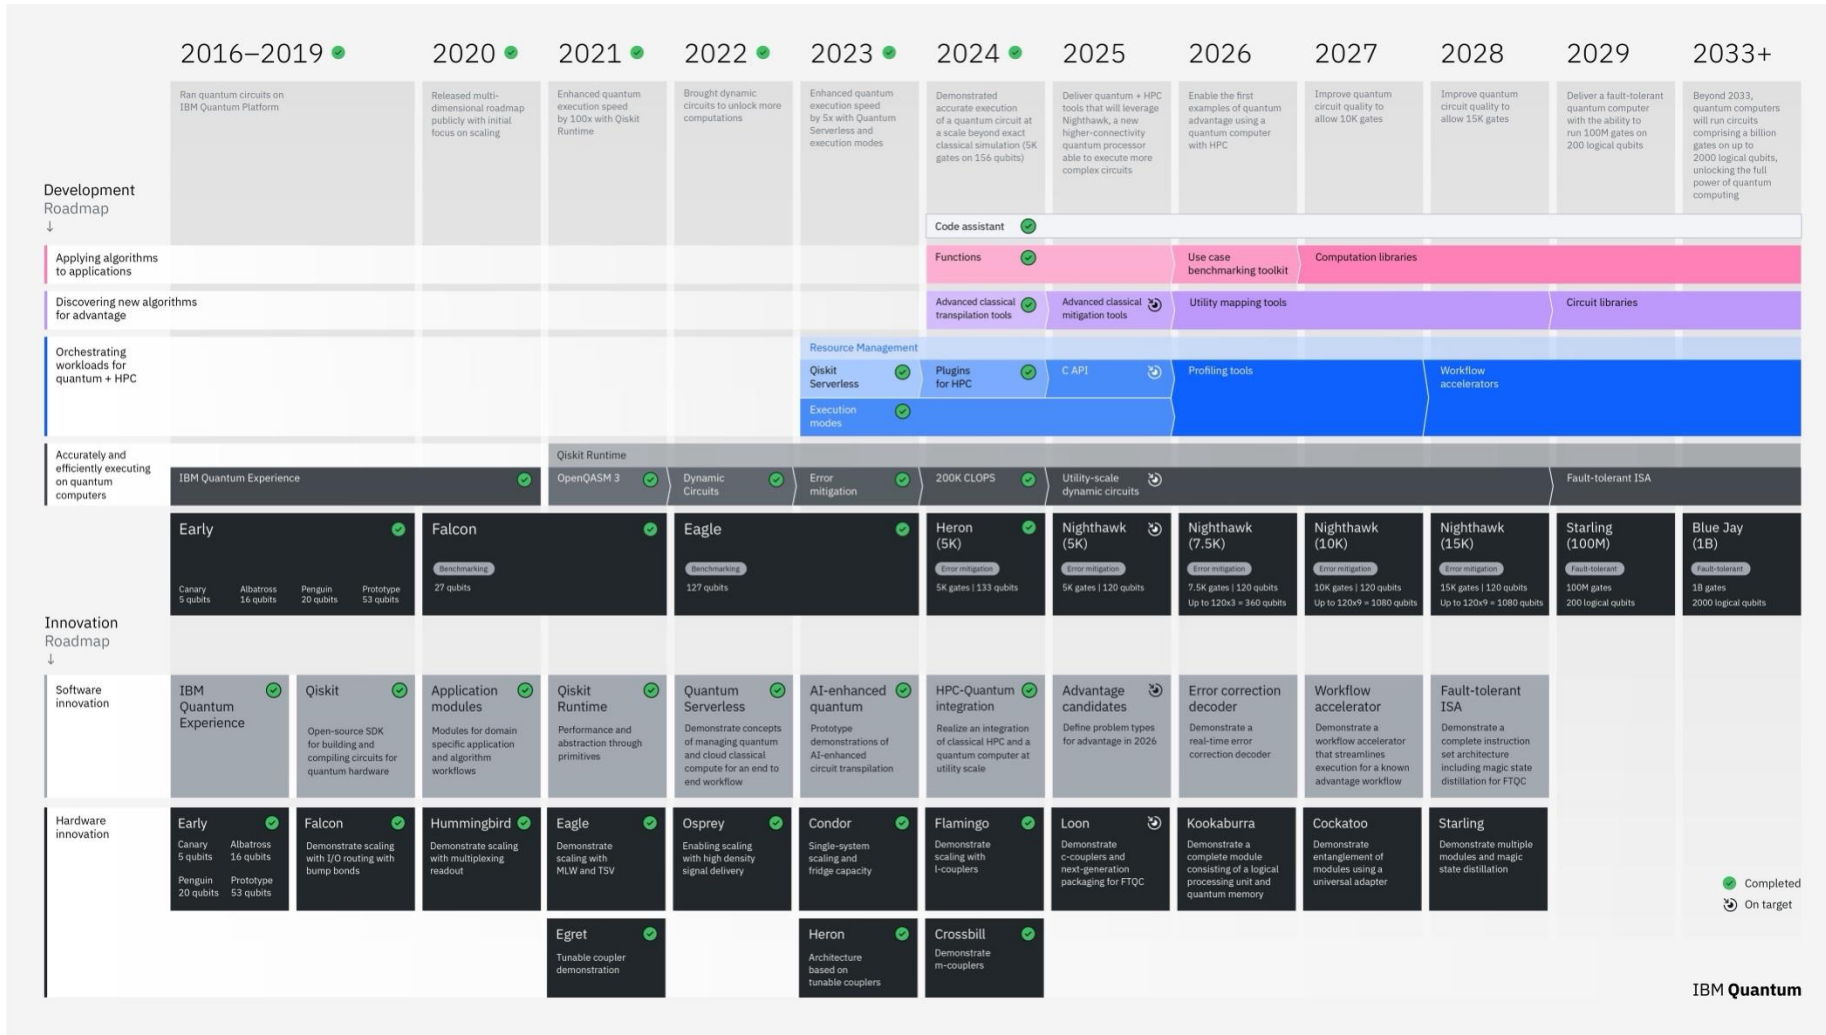 2016–2019
2020
2021
2022
2023
2024
2025
2026
2027
2028
2029
2033+
Ran quantum circuits on
IBM Quantum Platform
Released multi-
dimensional roadmap
publicly with initial
focus on scaling
Enhanced quantum
execution speed
by 100x with Qiskit
Runtime
Brought dynamic
circuits to unlock more
computations
Enhanced quantum
execution speed
by 5x with Quantum
Serverless and
execution modes
Demonstrated
accurate execution
of a quantum circuit at
a scale beyond exact
classical simulation (5K
gates on 156 qubits)
Deliver quantum + HPC
tools that will leverage
Nighthawk, a new
higher-connectivity
quantum processor
able to execute more
complex circuits
Enable the first
examples of quantum
advantage using a
quantum computer
with HPC
Improve quantum
circuit quality to
allow 10K gates
Improve quantum
circuit quality to
allow 15K gates
Deliver a fault-tolerant
quantum computer
with the ability to
run 100M gates on
200 logical qubits
Beyond 2033,
quantum computers
will run circuits
comprising a billion
gates on up to
2000 logical qubits,
unlocking the full
power of quantum
computing
Development
Roadmap
↓
Code assistant
Applying algorithms
to applications
Functions
Use case
benchmarking toolkit
Computation libraries
Discovering new algorithms
for advantage
Advanced classical
transpilation tools
Advanced classical
mitigation tools
Utility mapping tools
Circuit libraries
Orchestrating
workloads for
quantum + HPC
Resource Management
Qiskit
Serverless
Plugins
for HPC
C API
Profiling tools
Workflow
accelerators
Execution
modes
Accurately and
efficiently executing
on quantum
computers
Qiskit Runtime
IBM Quantum Experience
OpenQASM 3
Dynamic
Circuits
Error
mitigation
200K CLOPS
Utility-scale
dynamic circuits
Fault-tolerant ISA
Early
Canary
5 qubits
Albatross
16 qubits
Penguin
20 qubits
Prototype
53 qubits
Falcon
Benchmarking
27 qubits
Eagle
Benchmarking
127 qubits
Heron
(5K)
Error mitigation
5K gates | 133 qubits
Nighthawk
(5K)
Error mitigation
5K gates | 120 qubits
Nighthawk
(7.5K)
Error mitigation
7.5K gates | 120 qubits
Up to 120x3 = 360 qubits
Nighthawk
(10K)
Error mitigation
10K gates | 120 qubits
Up to 120x9 = 1080 qubits
Nighthawk
(15K)
Error mitigation
15K gates | 120 qubits
Up to 120x9 = 1080 qubits
Starling
(100M)
Fault-tolerant
100M gates
200 logical qubits
Blue Jay
(1B)
Fault-tolerant
1B gates
2000 logical qubits
Innovation
Roadmap
↓
Software
innovation
IBM
Quantum
Experience
Qiskit
Open-source SDK
for building and
compiling circuits for
quantum hardware
Application
modules
Modules for domain
specific application
and algorithm
workflows
Qiskit
Runtime
Performance and
abstraction through
primitives
Quantum
Serverless
Demonstrate concepts
of managing quantum
and cloud classical
compute for an end to
end workflow
AI-enhanced
quantum
Prototype
demonstrations of
AI-enhanced
circuit transpilation
HPC-Quantum
integration
Realize an integration
of classical HPC and a
quantum computer at
utility scale
Advantage
candidates
Define problem types
for advantage in 2026
Error correction
decoder
Demonstrate a
real-time error
correction decoder
Workflow
accelerator
Demonstrate a
workflow accelerator
that streamlines
execution for a known
advantage workflow
Fault-tolerant
ISA
Demonstrate a
complete instruction
set architecture
including magic state
distillation for FTQC
Hardware
innovation
Early
Canary
5 qubits
Albatross
16 qubits
Penguin
20 qubits
Prototype
53 qubits
Falcon
Demonstrate scaling
with I/O routing with
bump bonds
Hummingbird
Demonstrate scaling
with multiplexing
readout
Eagle
Demonstrate
scaling with
MLW and TSV
Osprey
Enabling scaling
with high density
signal delivery
Condor
Single-system
scaling and
fridge capacity
Flamingo
Demonstrate
scaling with
l-couplers
Loon
Demonstrate
c-couplers and
next-generation
packaging for FTQC
Kookaburra
Demonstrate a
complete module
consisting of a logical
processing unit and
quantum memory
Cockatoo
Demonstrate
entanglement of
modules using a
universal adapter
Starling
Demonstrate multiple
modules and magic
state distillation
Egret
Tunable coupler
demonstration
Heron
Architecture
based on
tunable couplers
Crossbill
Demonstrate
m-couplers
Completed
On target
IBM Quantum